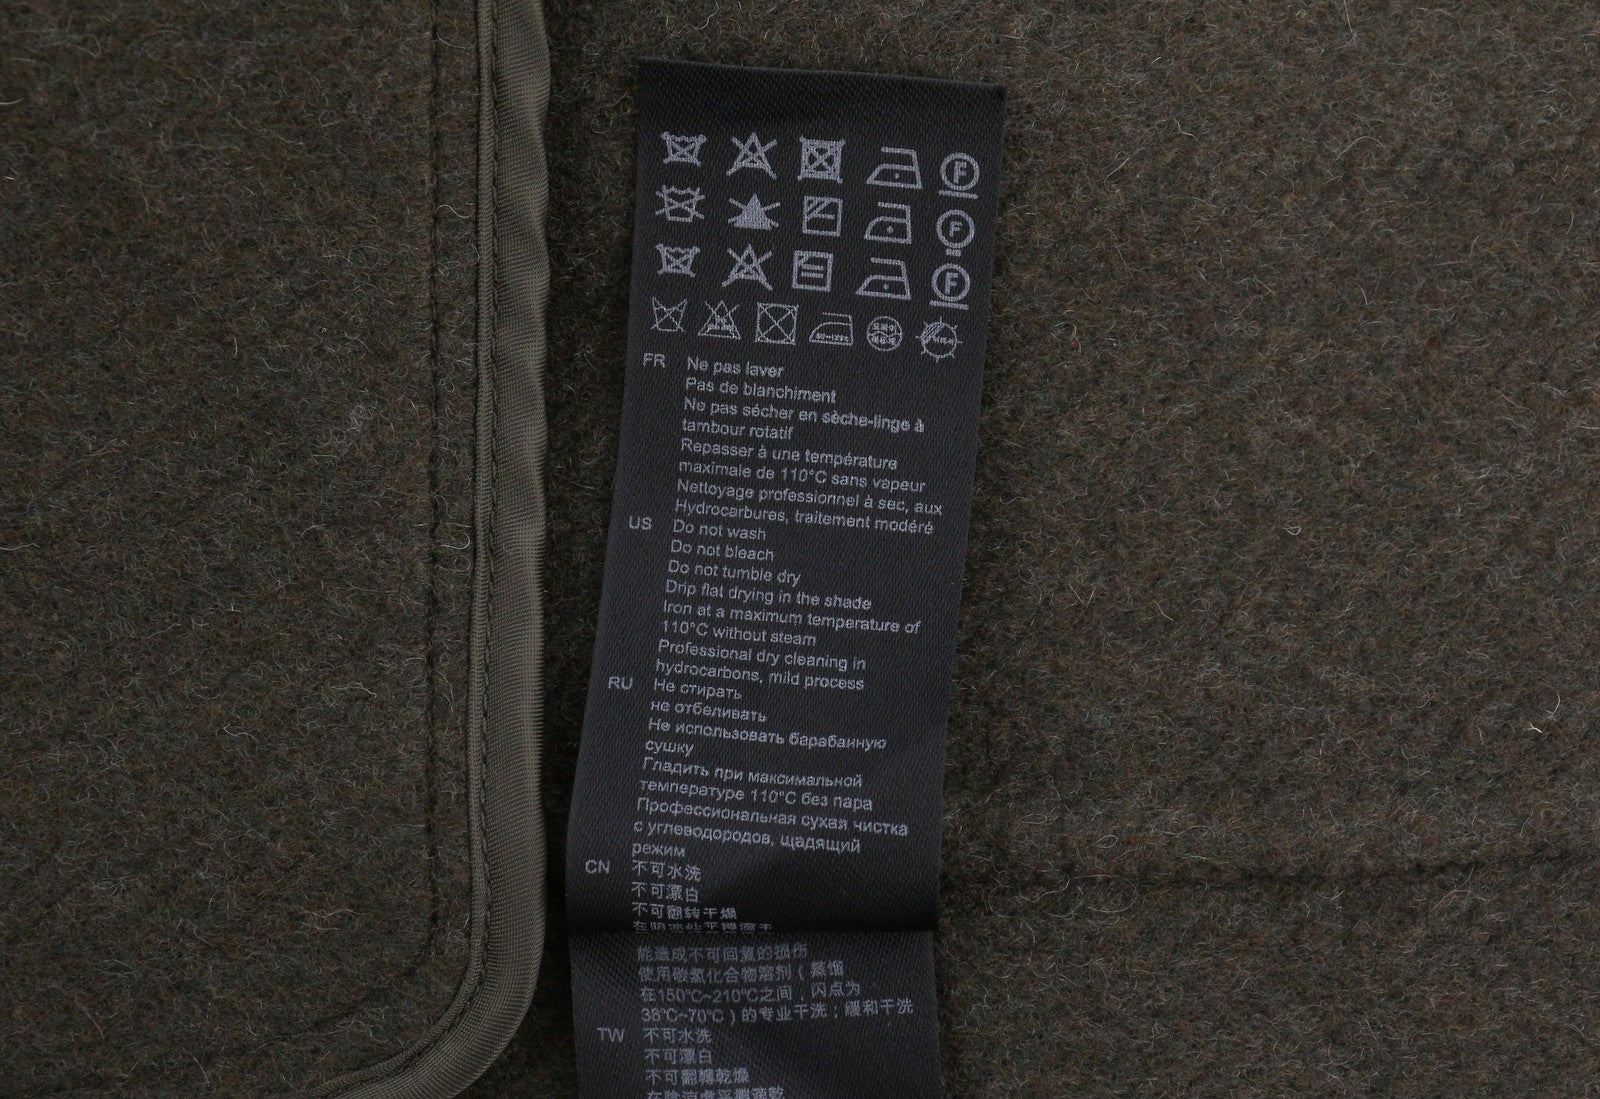 F
F
F
FR Ne pas laver
Pas de blanchiment
Ne pas sécher en sèche-linge à
tambour rotatif
Repasser à une température
maximale de 110°C sans vapeur
Nettoyage professionnel à sec, aux
Hydrocarbures, traitement modéré
US Do not wash
Do not bleach
Do not tumble dry
Drip flat drying in the shade
Iron at a maximum temperature of
110°C without steam
Professional dry cleaning in
hydrocarbons, mild process
RU Не стирать
не отбеливать
Не использовать барабанную
сушку
Гладить при максимальной
температуре 110°C без пара
Профессиональная сухая чистка
с углеводородов, щадящий
режим
CN 不可水洗
不可漂白
不可翻转干燥
能造成不可回复的损伤
使用碳氢化合物溶剂（蒸馏
在150°C~210°C之间，闪点为
38°C~70°C）的专业干洗；缓和干洗
TW 不可水洗
不可漂白
不可翻轉乾燥